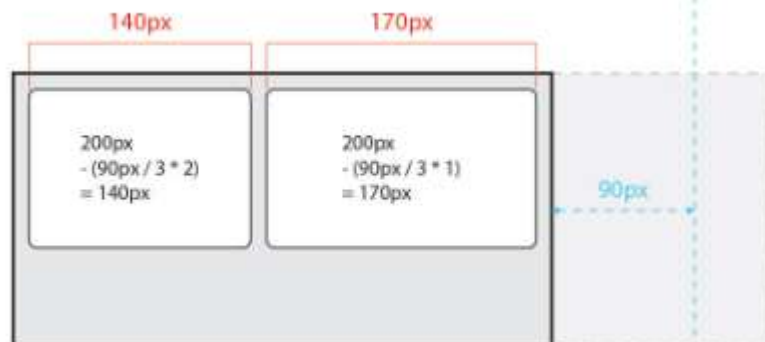 140px
170px
200px
- (90px / 3 * 2)
= 140px
200px
- (90px / 3 * 1)
= 170px
90px